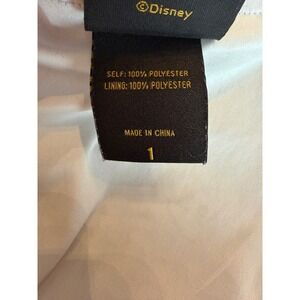 ©Disney
SELF: 100% POLYESTER
LINING: 100% POLYESTER
MADE IN CHINA
1